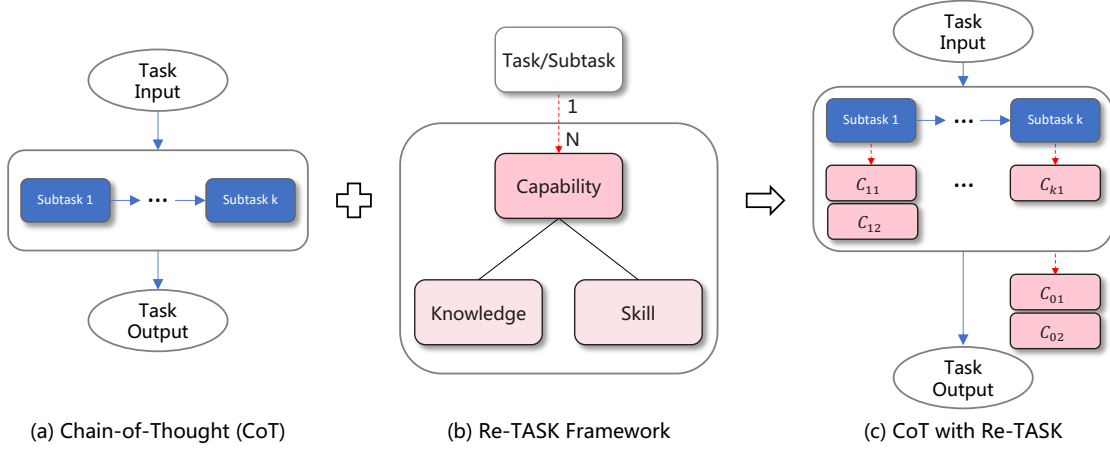 Task
Input
Subtask 1
...
Subtask k
Task
Output
(a) Chain-of-Thought (CoT)
Task/Subtask
1
N
Capability
Knowledge
Skill
(b) Re-TASK Framework
Task
Input
Subtask 1
...
Subtask k
C₁₁
...
Cₖ₁
C₁₂
C₀₁
C₀₂
Task
Output
(c) CoT with Re-TASK